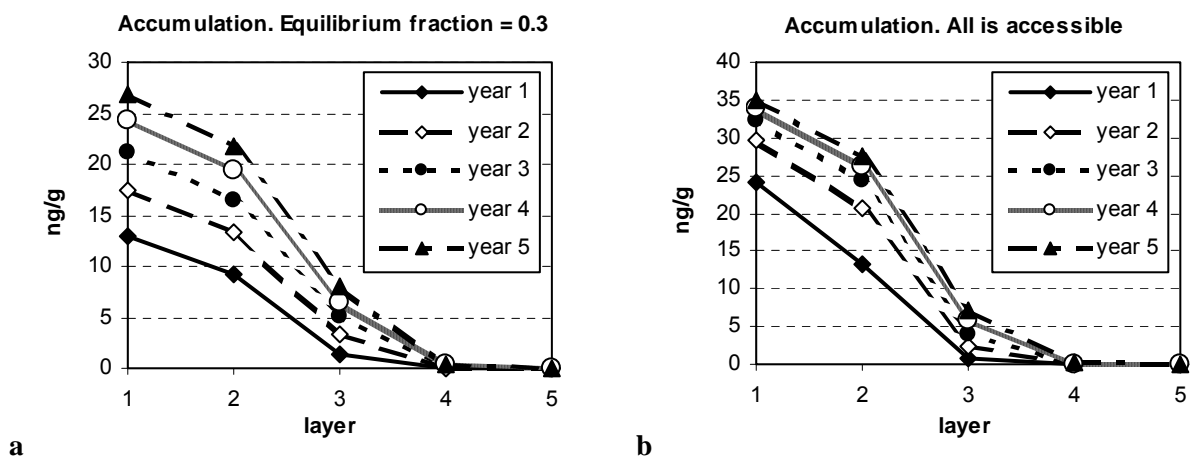 Accumulation. Equilibrium fraction = 0.3
30
25
20
15
10
5
0
ng/g
year 1
year 2
year 3
year 4
year 5
1 2 3 4 5
layer
a
Accumulation. All is accessible
40
35
30
25
20
15
10
5
0
ng/g
year 1
year 2
year 3
year 4
year 5
1 2 3 4 5
layer
b